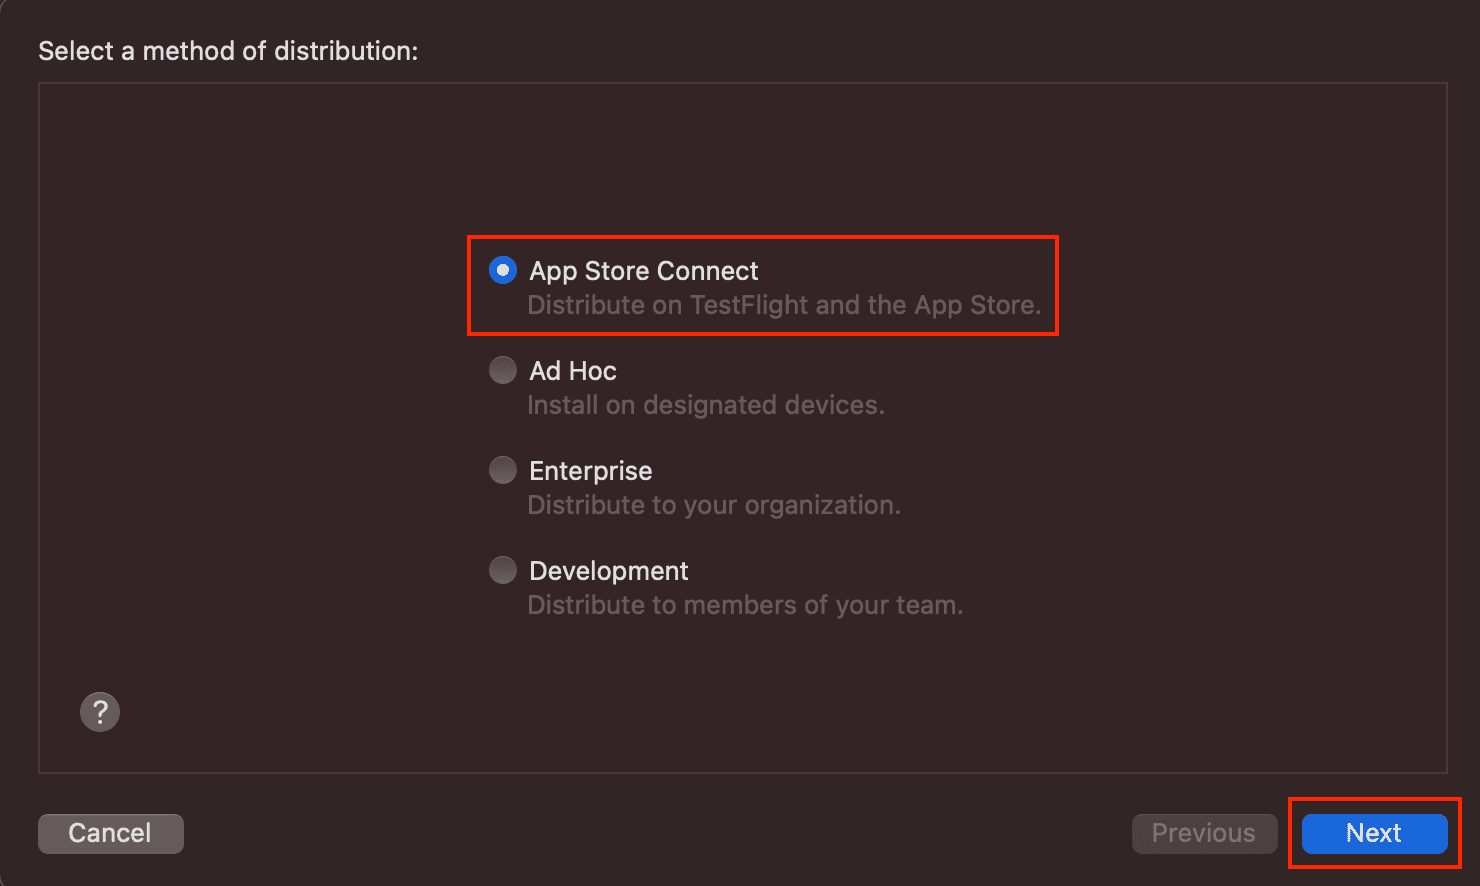 Select a method of distribution:
App Store Connect
Distribute on TestFlight and the App Store.
Ad Hoc
Install on designated devices.
Enterprise
Distribute to your organization.
Development
Distribute to members of your team.
?
Cancel
Previous
Next